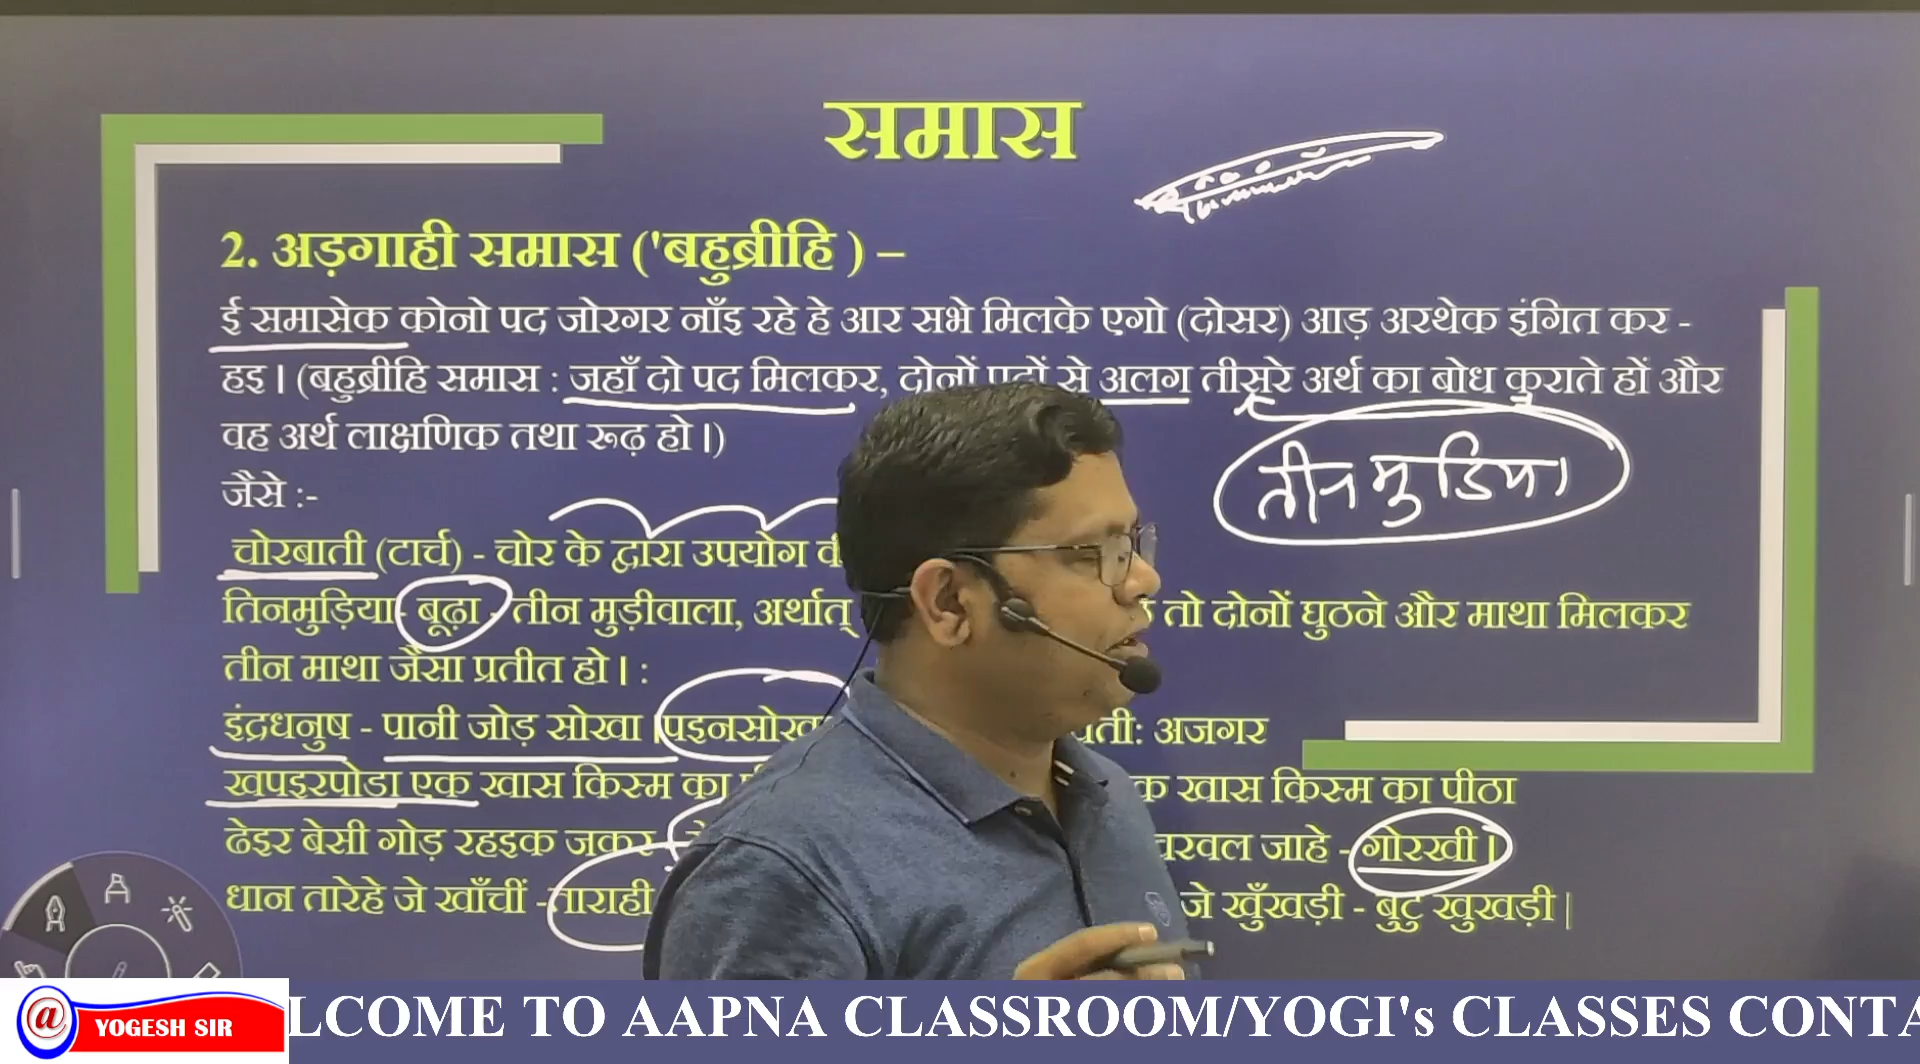 समास
2. अड़गाही समास ('बहुब्रीहि ) –
ई समासेक कोनो पद जोरगर नाँइ रहे हे आर सभे मिलके एगो (दोसर) आड़ अरथेक इंगित कर -
हइ । (बहुब्रीहि समास : जहाँ दो पद मिलकर, दोनों पदों से अलग तीसरे अर्थ का बोध कराते हों और
वह अर्थ लाक्षणिक तथा रूढ़ हो ।)
तीन मुडिया
जैसे :-
चोरबाती (टार्च) - चोर के द्वारा उपयोग
तिनमुड़िया- बूढ़ा - तीन मुड़ीवाला, अर्थात् तो दोनों घुठने और माथा मिलकर
तीन माथा जैसा प्रतीत हो । :
इंद्रधनुष - पानी जोड़ सोखा । अजगर
खपइरपोडा एक खास किस्म का खास किस्म का पीठा
ढेइर बेसी गोड़ रहइक जकर - जाहे - गोरखी ।
धान तारेहे जे खाँचीं - ताराही जे खुँखड़ी - बुटु खुखड़ी |
@ YOGESH SIR
LCOME TO AAPNA CLASSROOM/YOGI's CLASSES CONTA